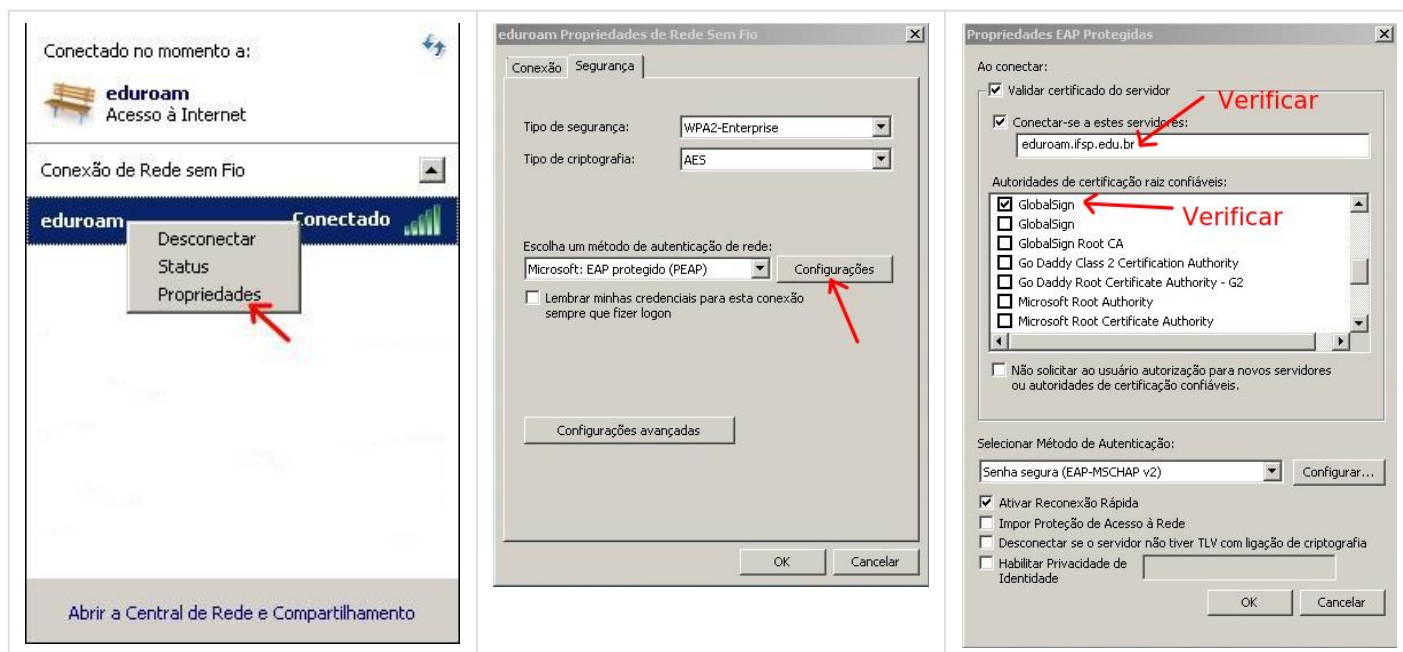 Conectado no momento a:
eduroam
Acesso à Internet
Conexão de Rede sem Fio
eduroam Conectado
Desconectar
Status
Propriedades
Abrir a Central de Rede e Compartilhamento
eduroam Propriedades de Rede Sem Fio
Conexão Segurança
Tipo de segurança: WPA2-Enterprise
Tipo de criptografia: AES
Escolha um método de autenticação de rede:
Microsoft: EAP protegido (PEAP) Configurações
Lembrar minhas credenciais para esta conexão
sempre que fizer logon
Configurações avançadas
OK Cancelar
Propriedades EAP Protegidas
Ao conectar:
Validar certificado do servidor
Verificar
Conectar-se a estes servidores:
eduroam.ifsp.edu.br
Autoridades de certificação raiz confiáveis:
GlobalSign
Verificar
GlobalSign
GlobalSign Root CA
Go Daddy Class 2 Certification Authority
Go Daddy Root Certificate Authority - G2
Microsoft Root Authority
Microsoft Root Certificate Authority
Não solicitar ao usuário autorização para novos servidores
ou autoridades de certificação confiáveis.
Selecionar Método de Autenticação:
Senha segura (EAP-MSCHAP v2) Configurar...
Ativar Reconexão Rápida
Impor Proteção de Acesso à Rede
Desconectar se o servidor não tiver TLV com ligação de criptografia
Habilitar Privacidade de
Identidade
OK Cancelar